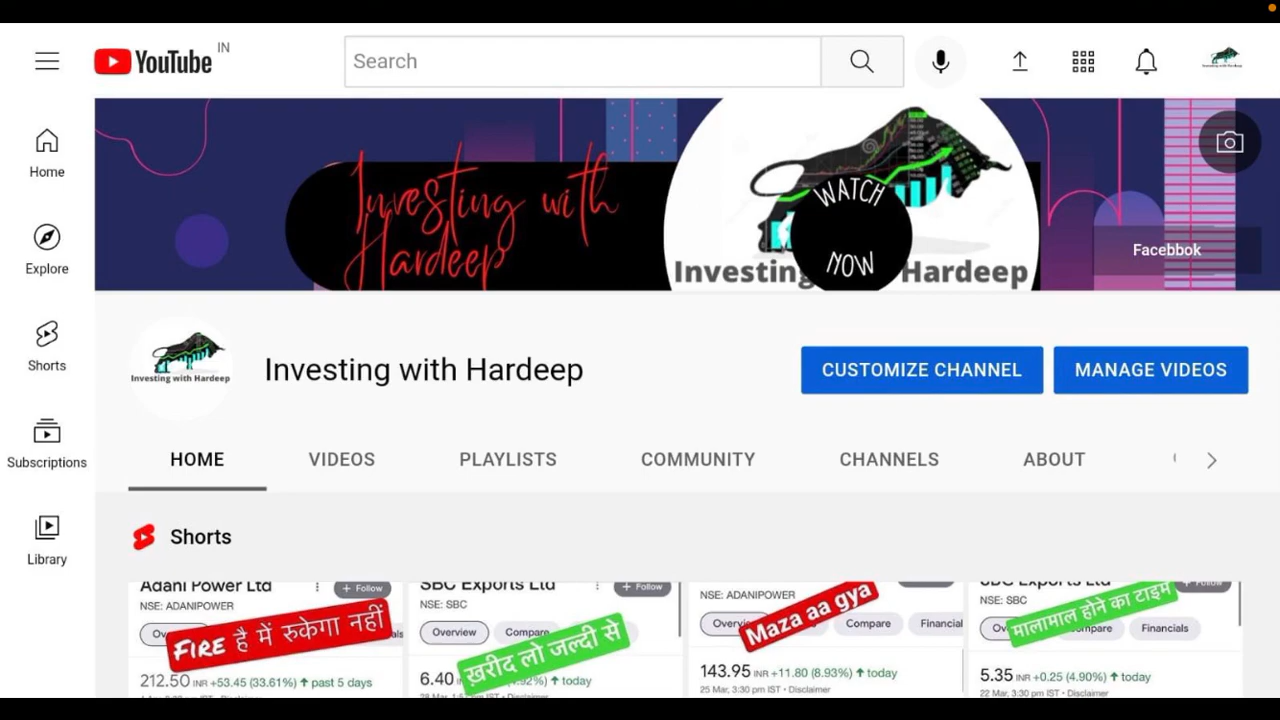 YouTube IN
Search
Home
Explore
Shorts
Subscriptions
Library
Investing with
Hardeep
WATCH
NOW
Investing Hardeep
Facebbok
Investing with Hardeep
Investing with Hardeep
Investing with Hardeep
CUSTOMIZE CHANNEL
MANAGE VIDEOS
HOME VIDEOS PLAYLISTS COMMUNITY CHANNELS ABOUT
Shorts
Adani Power Ltd
+ Follow
NSE: ADANIPOWER
FIRE है में रुकेगा नहीं
212.50 INR +53.45 (33.61%) ↑ past 5 days
SBC Exports Ltd
+ Follow
NSE: SBC
Overview Compare
ख़रीद लो जल्दी से
6.40
today
NSE: ADANIPOWER
Maza aa gya
Compare Financial
143.95 INR +11.80 (8.93%) ↑ today
25 Mar, 3:30 pm IST • Disclaimer
SBC Exports Ltd
+ Follow
NSE: SBC
मालामाल होने का टाइम
Financials
5.35 INR +0.25 (4.90%) ↑ today
22 Mar, 3:30 pm IST • Disclaimer